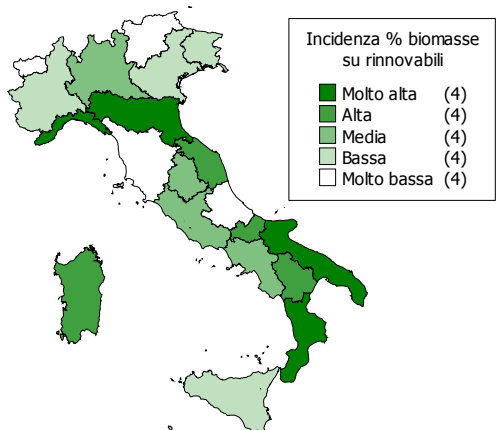 Incidenza % biomasse
su rinnovabili
Molto alta (4)
Alta (4)
Media (4)
Bassa (4)
Molto bassa (4)